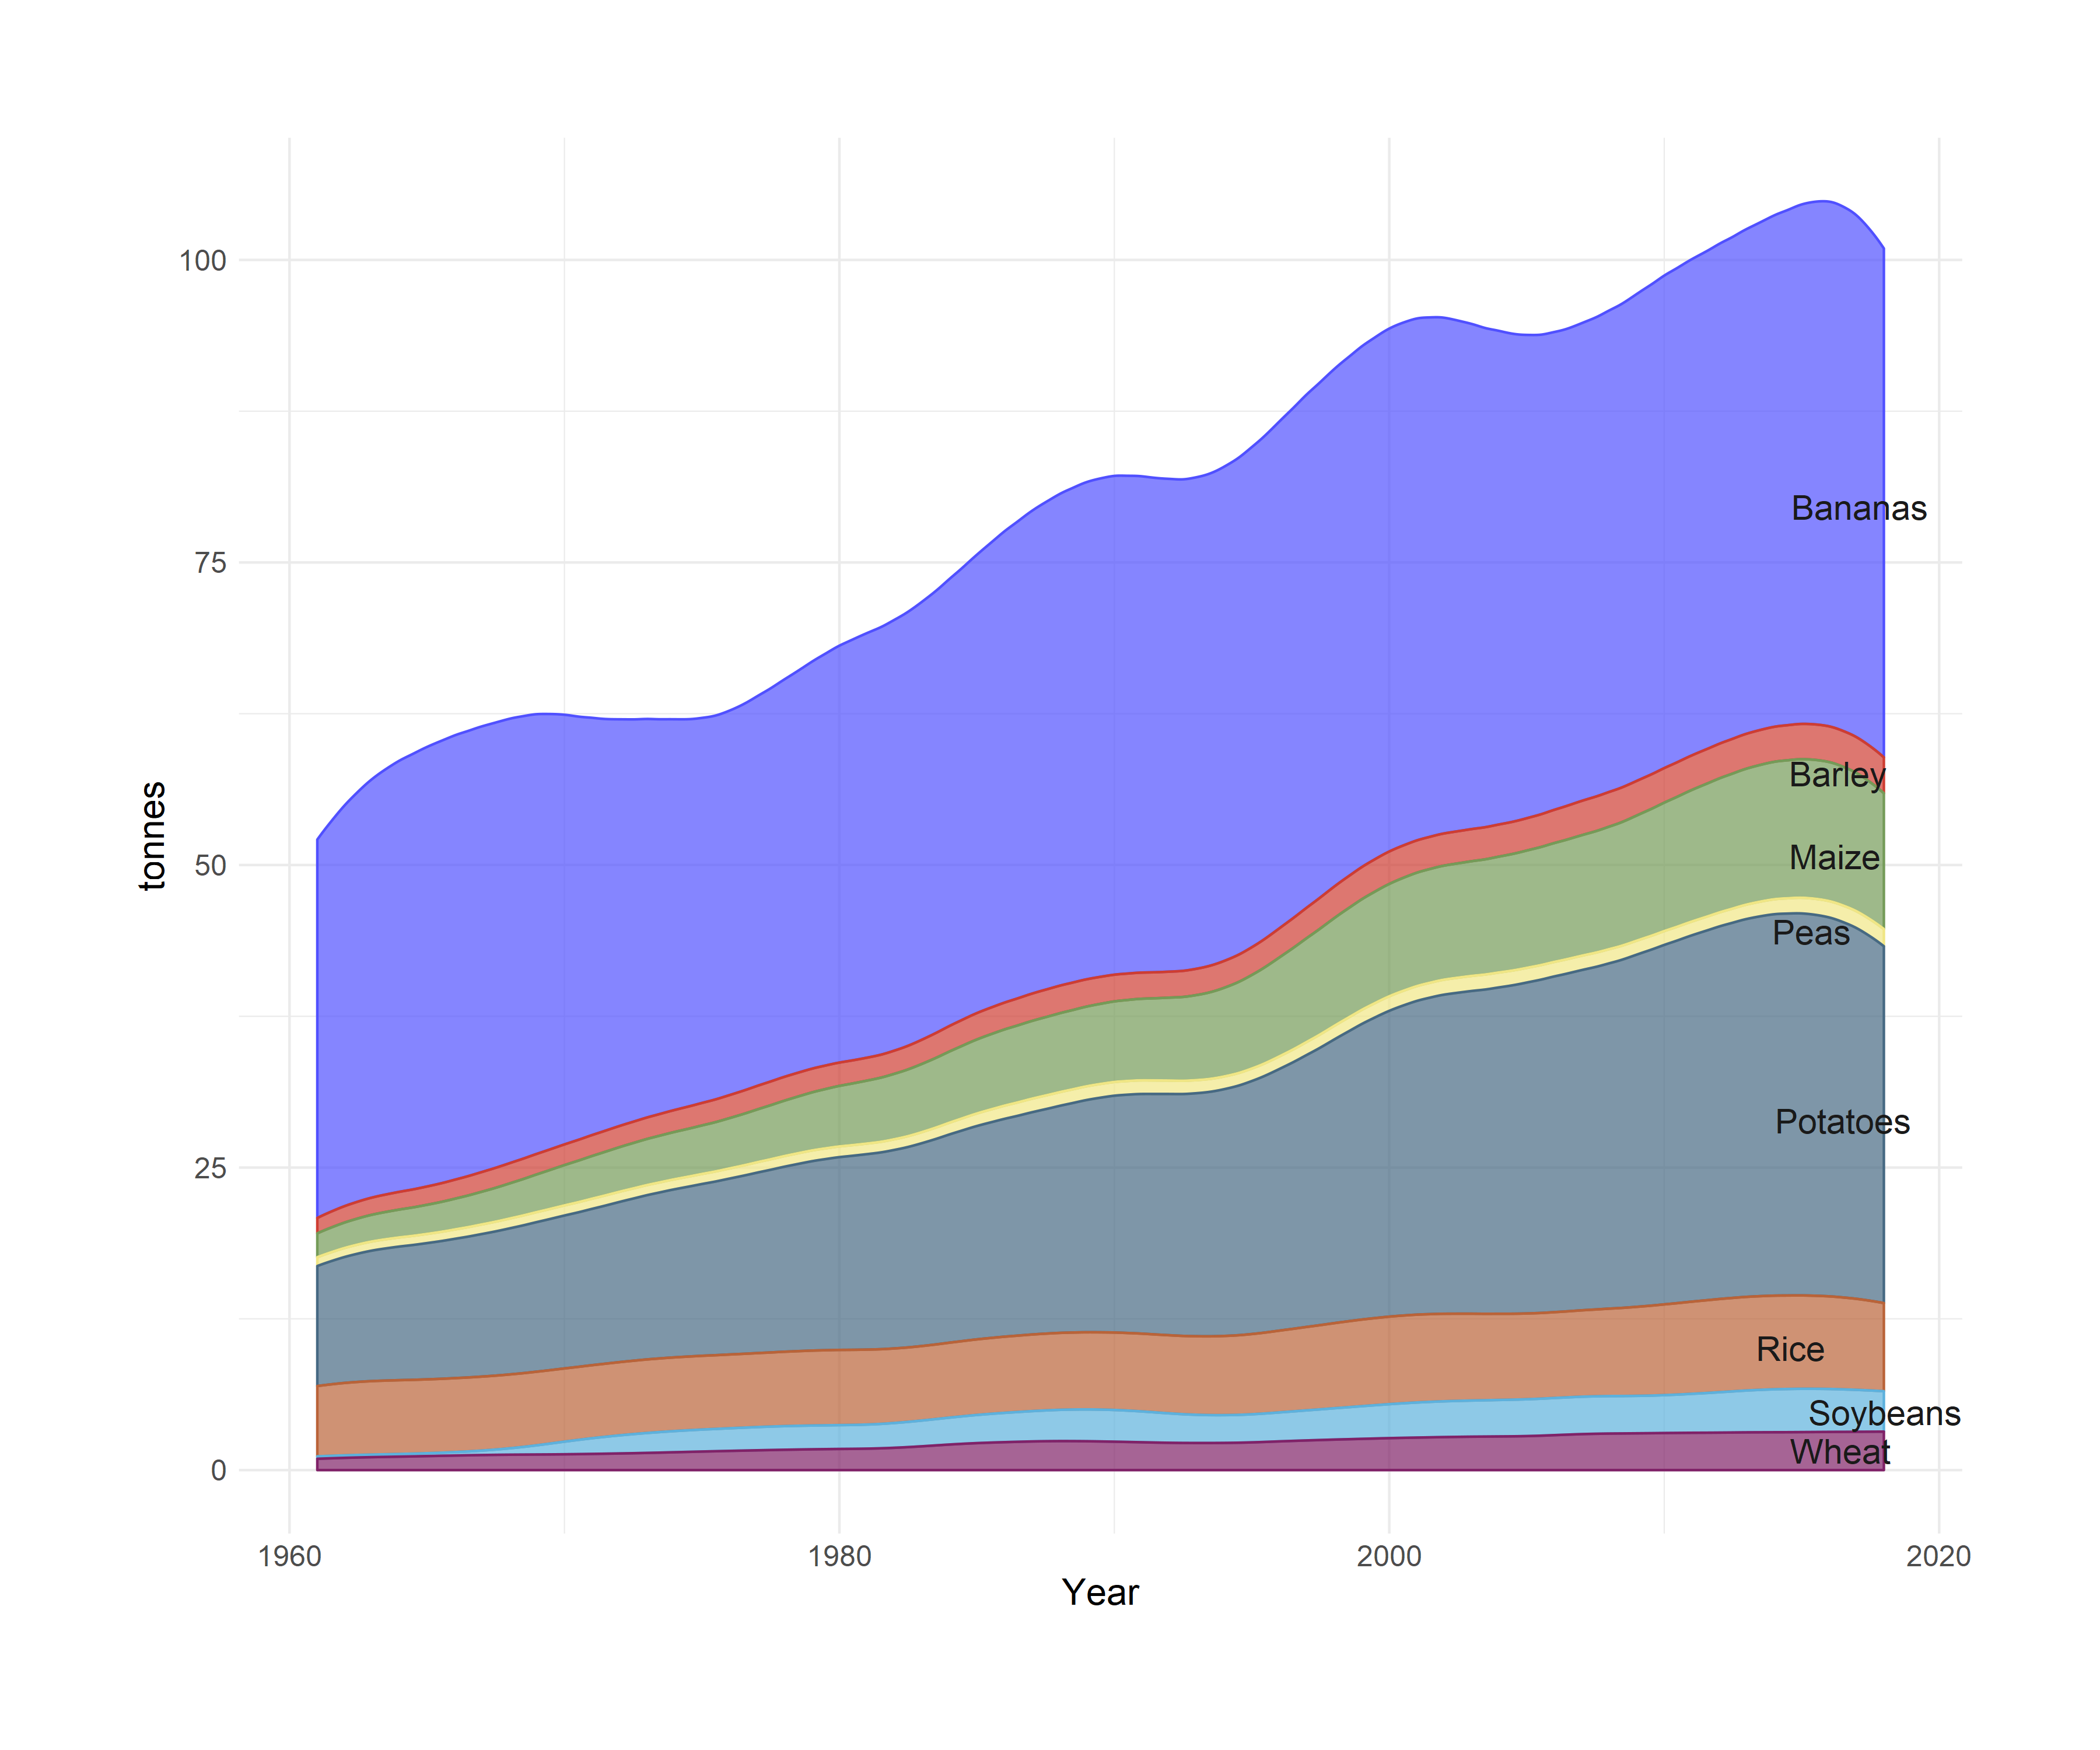 100
75
50
25
0
tonnes
Bananas
Barley
Maize
Peas
Potatoes
Rice
Soybeans
Wheat
1960 1980 2000 2020
Year